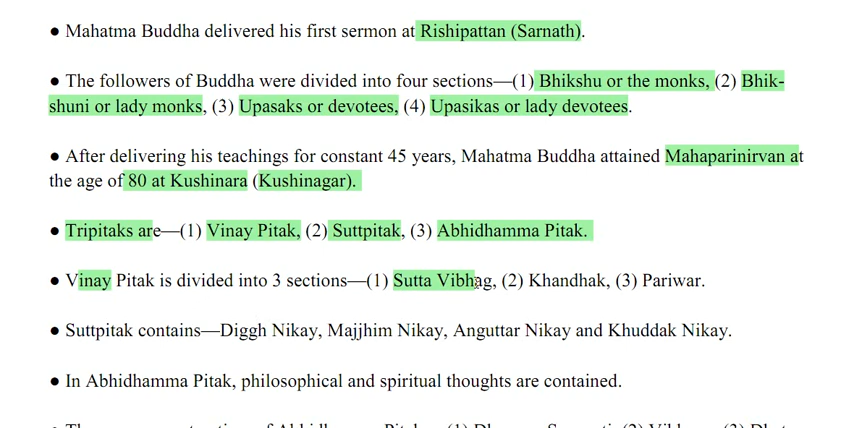 ● Mahatma Buddha delivered his first sermon at Rishipattan (Sarnath).
● The followers of Buddha were divided into four sections—(1) Bhikshu or the monks, (2) Bhik-
shuni or lady monks, (3) Upasaks or devotees, (4) Upasikas or lady devotees.
● After delivering his teachings for constant 45 years, Mahatma Buddha attained Mahaparinirvan at
the age of 80 at Kushinara (Kushinagar).
● Tripitaks are—(1) Vinay Pitak, (2) Suttpitak, (3) Abhidhamma Pitak.
● Vinay Pitak is divided into 3 sections—(1) Sutta Vibhag, (2) Khandhak, (3) Pariwar.
● Suttpitak contains—Diggh Nikay, Majjhim Nikay, Anguttar Nikay and Khuddak Nikay.
● In Abhidhamma Pitak, philosophical and spiritual thoughts are contained.